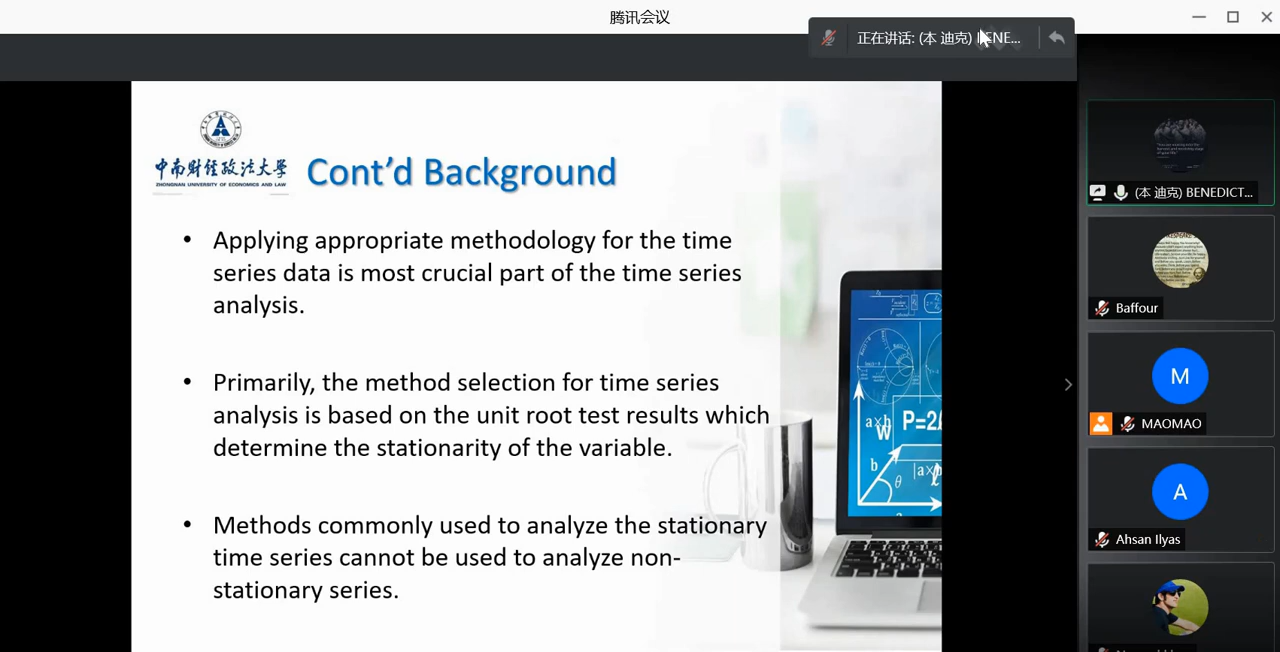 腾讯会议
正在讲话: (本 迪克) BENE...
中南财经政法大学
ZHONGNAN UNIVERSITY OF ECONOMICS AND LAW
Cont’d Background
• Applying appropriate methodology for the time
series data is most crucial part of the time series
analysis.
• Primarily, the method selection for time series
analysis is based on the unit root test results which
determine the stationarity of the variable.
• Methods commonly used to analyze the stationary
time series cannot be used to analyze non-
stationary series.
(本 迪克) BENEDICT...
Baffour
M
MAOMAO
A
Ahsan Ilyas